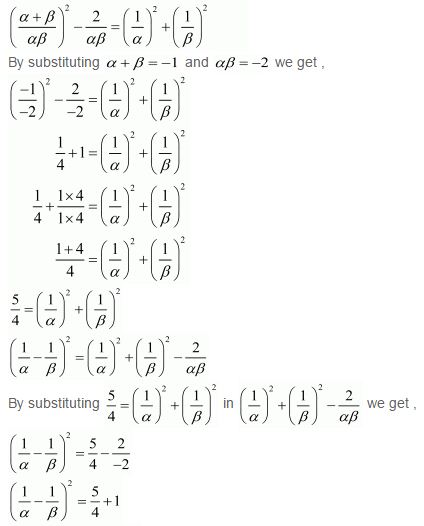 ((α + β)/αβ)² − 2/αβ = (1/α)² + (1/β)²
By substituting α + β = −1 and αβ = −2 we get ,
(−1/−2)² − 2/−2 = (1/α)² + (1/β)²
1/4 + 1 = (1/α)² + (1/β)²
1/4 + 1×4/1×4 = (1/α)² + (1/β)²
1+4/4 = (1/α)² + (1/β)²
5/4 = (1/α)² + (1/β)²
(1/α − 1/β)² = (1/α)² + (1/β)² − 2/αβ
By substituting 5/4 = (1/α)² + (1/β)² in (1/α)² + (1/β)² − 2/αβ we get ,
(1/α − 1/β)² = 5/4 − 2/−2
(1/α − 1/β)² = 5/4 + 1